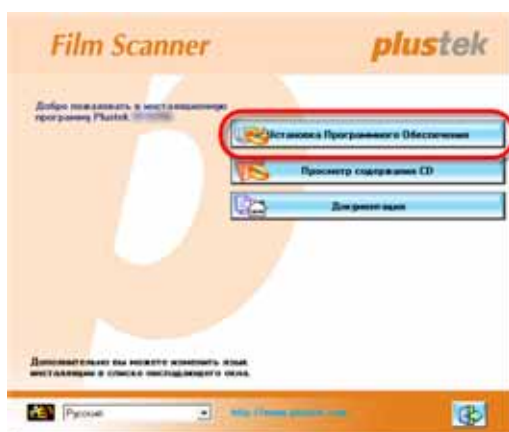 Film Scanner
plustek
Добро пожаловать в инсталляционную
программу Plustek
Установка Программного Обеспечения
Просмотр содержания CD
Документация
Дополнительно вы можете изменить язык
инсталляции в списке ниспадающего окна.
Русский
http://www.plustek.com